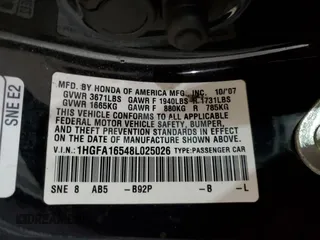 SNE E2
MFD. BY HONDA OF AMERICA MFG., INC. 10/'07
GVWR 3671LBS GAWR F 1940LBS R 1731LBS
GVWR 1665KG GAWR F 880KG R 785KG
THIS VEHICLE CONFORMS TO ALL APPLICABLE
FEDERAL MOTOR VEHICLE SAFETY, BUMPER, AND
THEFT PREVENTION STANDARDS IN EFFECT ON THE
DATE OF MANUFACTURE SHOWN ABOVE.
V.I.N: 1HGFA16548L025026 TYPE:PASSENGER CAR
SNE 8 AB5 -B92P -B -L